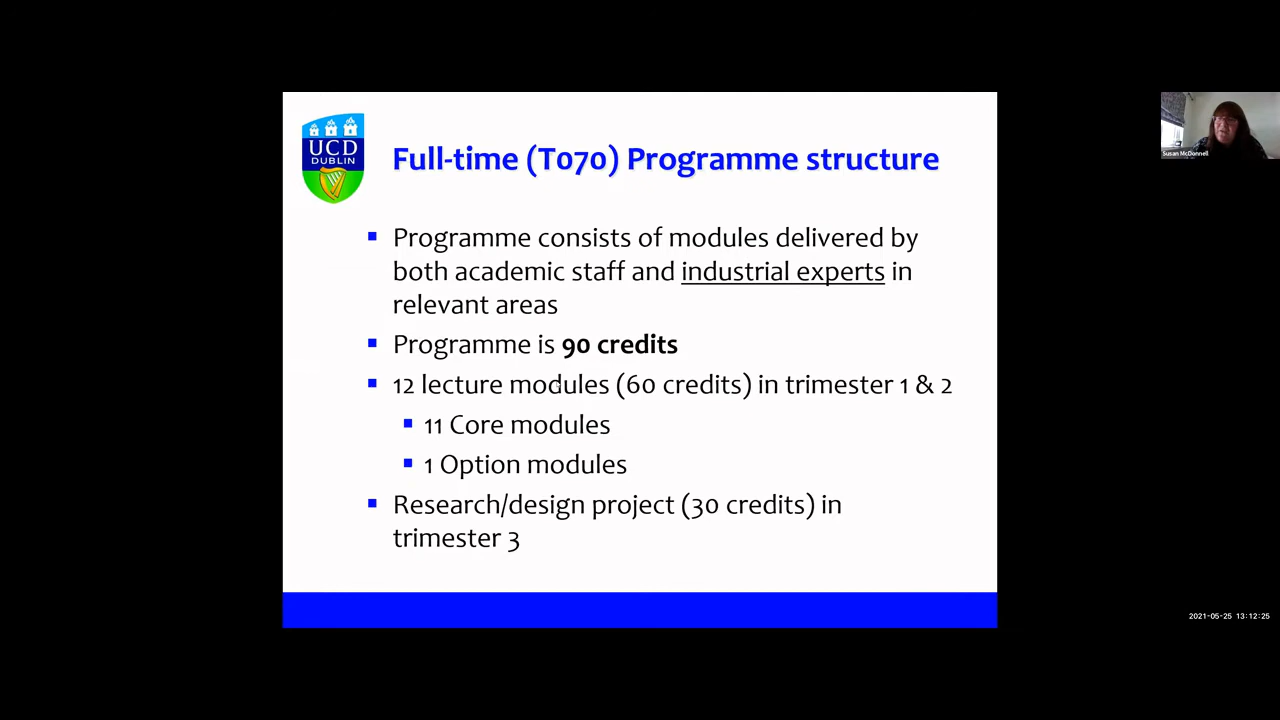 UCD
DUBLIN
Full-time (T070) Programme structure
Programme consists of modules delivered by
both academic staff and industrial experts in
relevant areas
Programme is 90 credits
12 lecture modules (60 credits) in trimester 1 & 2
11 Core modules
1 Option modules
Research/design project (30 credits) in
trimester 3
Susan McDonnell
2021-05-25 13:12:25